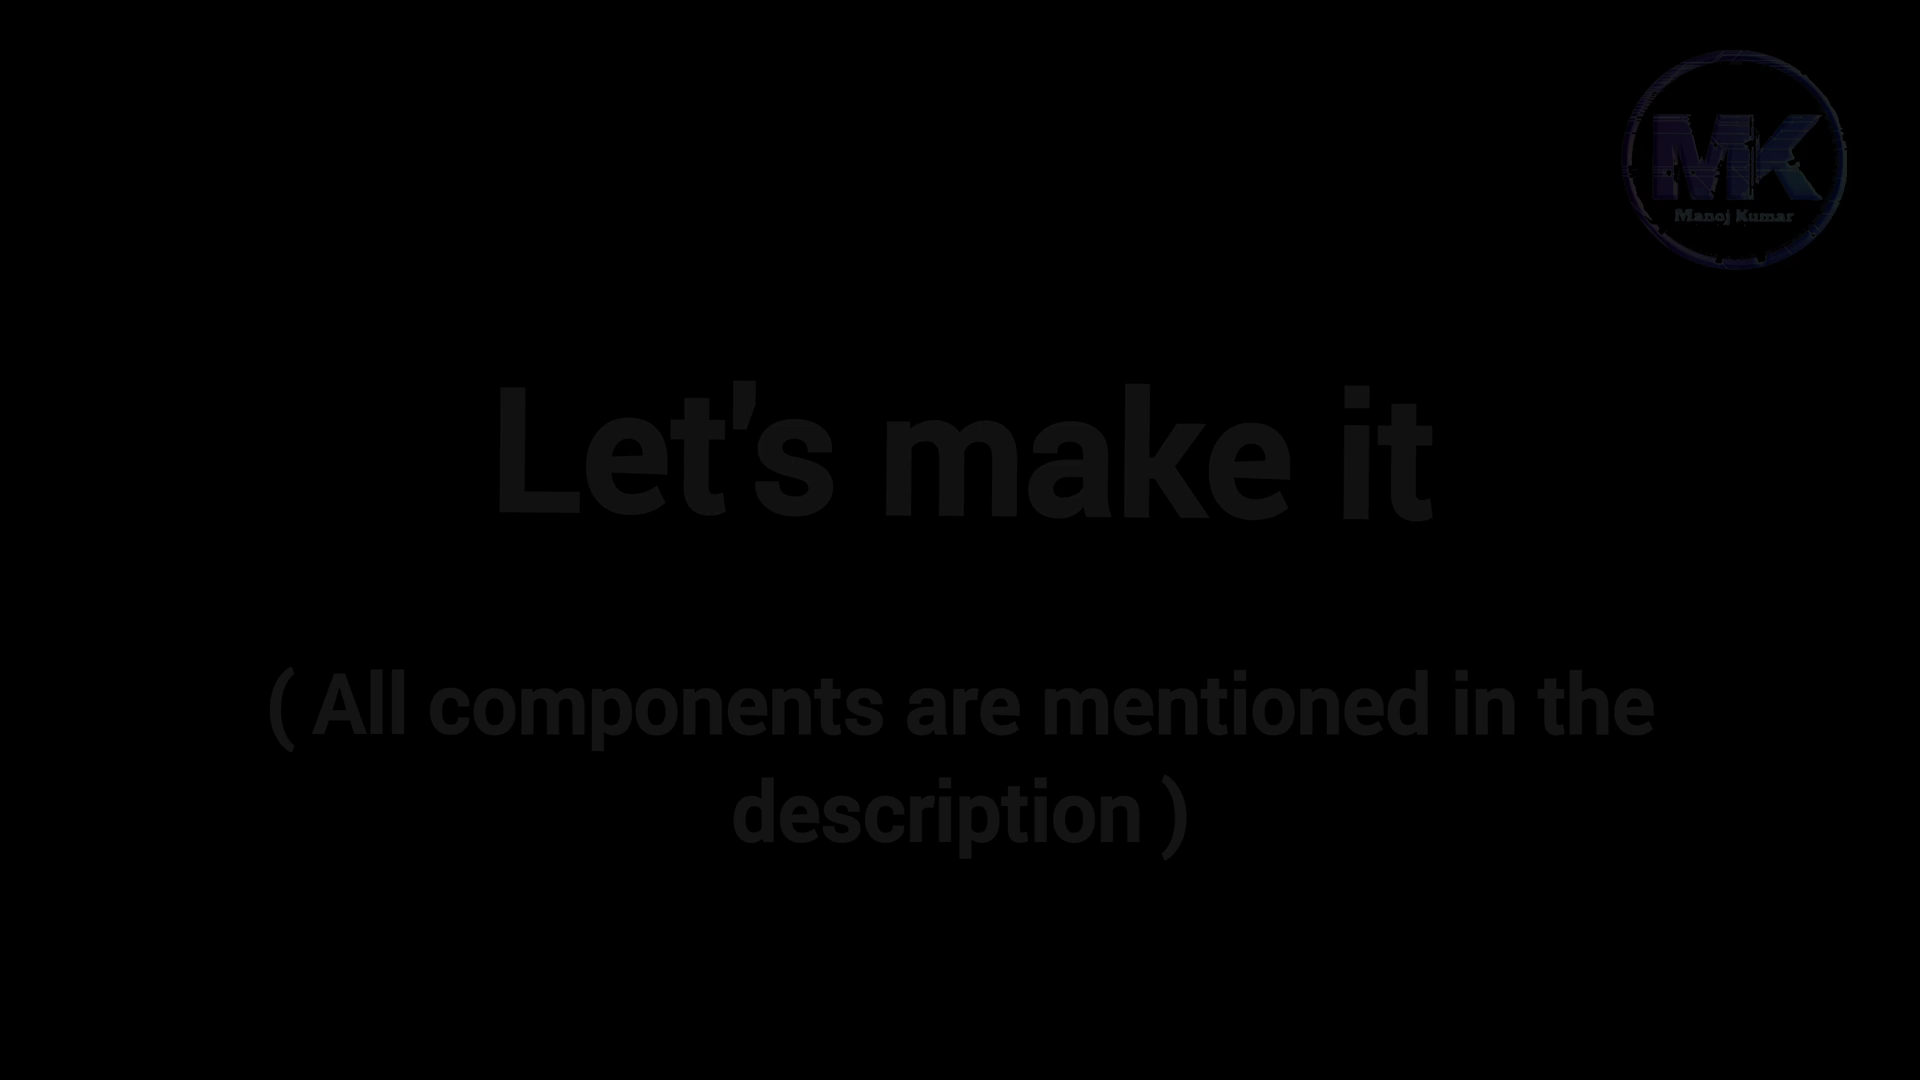 MK
Manoj Kumar
Let's make it
( All components are mentioned in the
description )